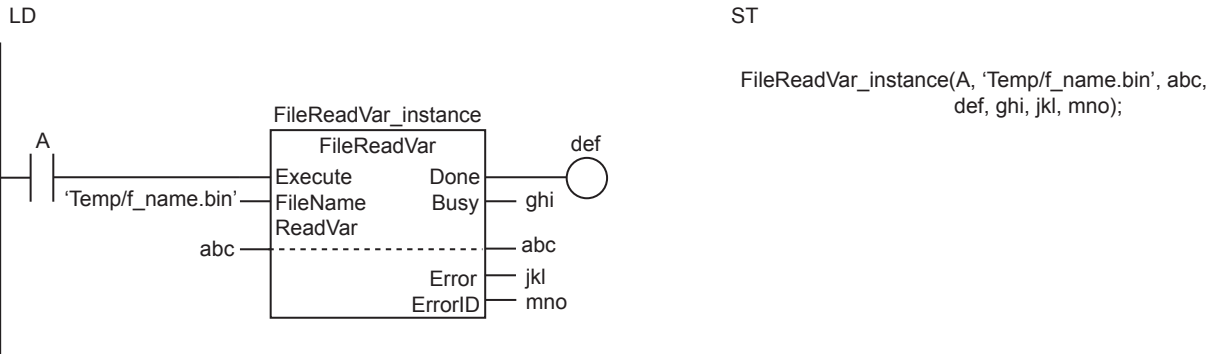 LD
ST
FileReadVar_instance(A, ‘Temp/f_name.bin’, abc,
def, ghi, jkl, mno);
FileReadVar_instance
A
FileReadVar
def
Execute
Done
‘Temp/f_name.bin’
FileName
Busy
ghi
ReadVar
abc
abc
Error
jkl
ErrorID
mno